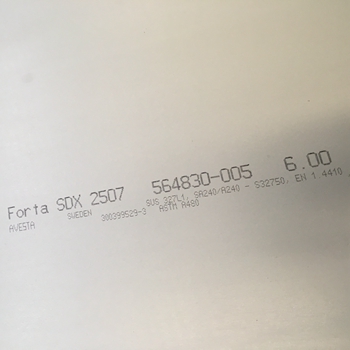 Forta SDX 2507 564830-005 6.00
AVESTA SWEDEN 300399529-3 SUS 327L1, SA240/A240 - S32750, EN 1 4410
ASTM A480